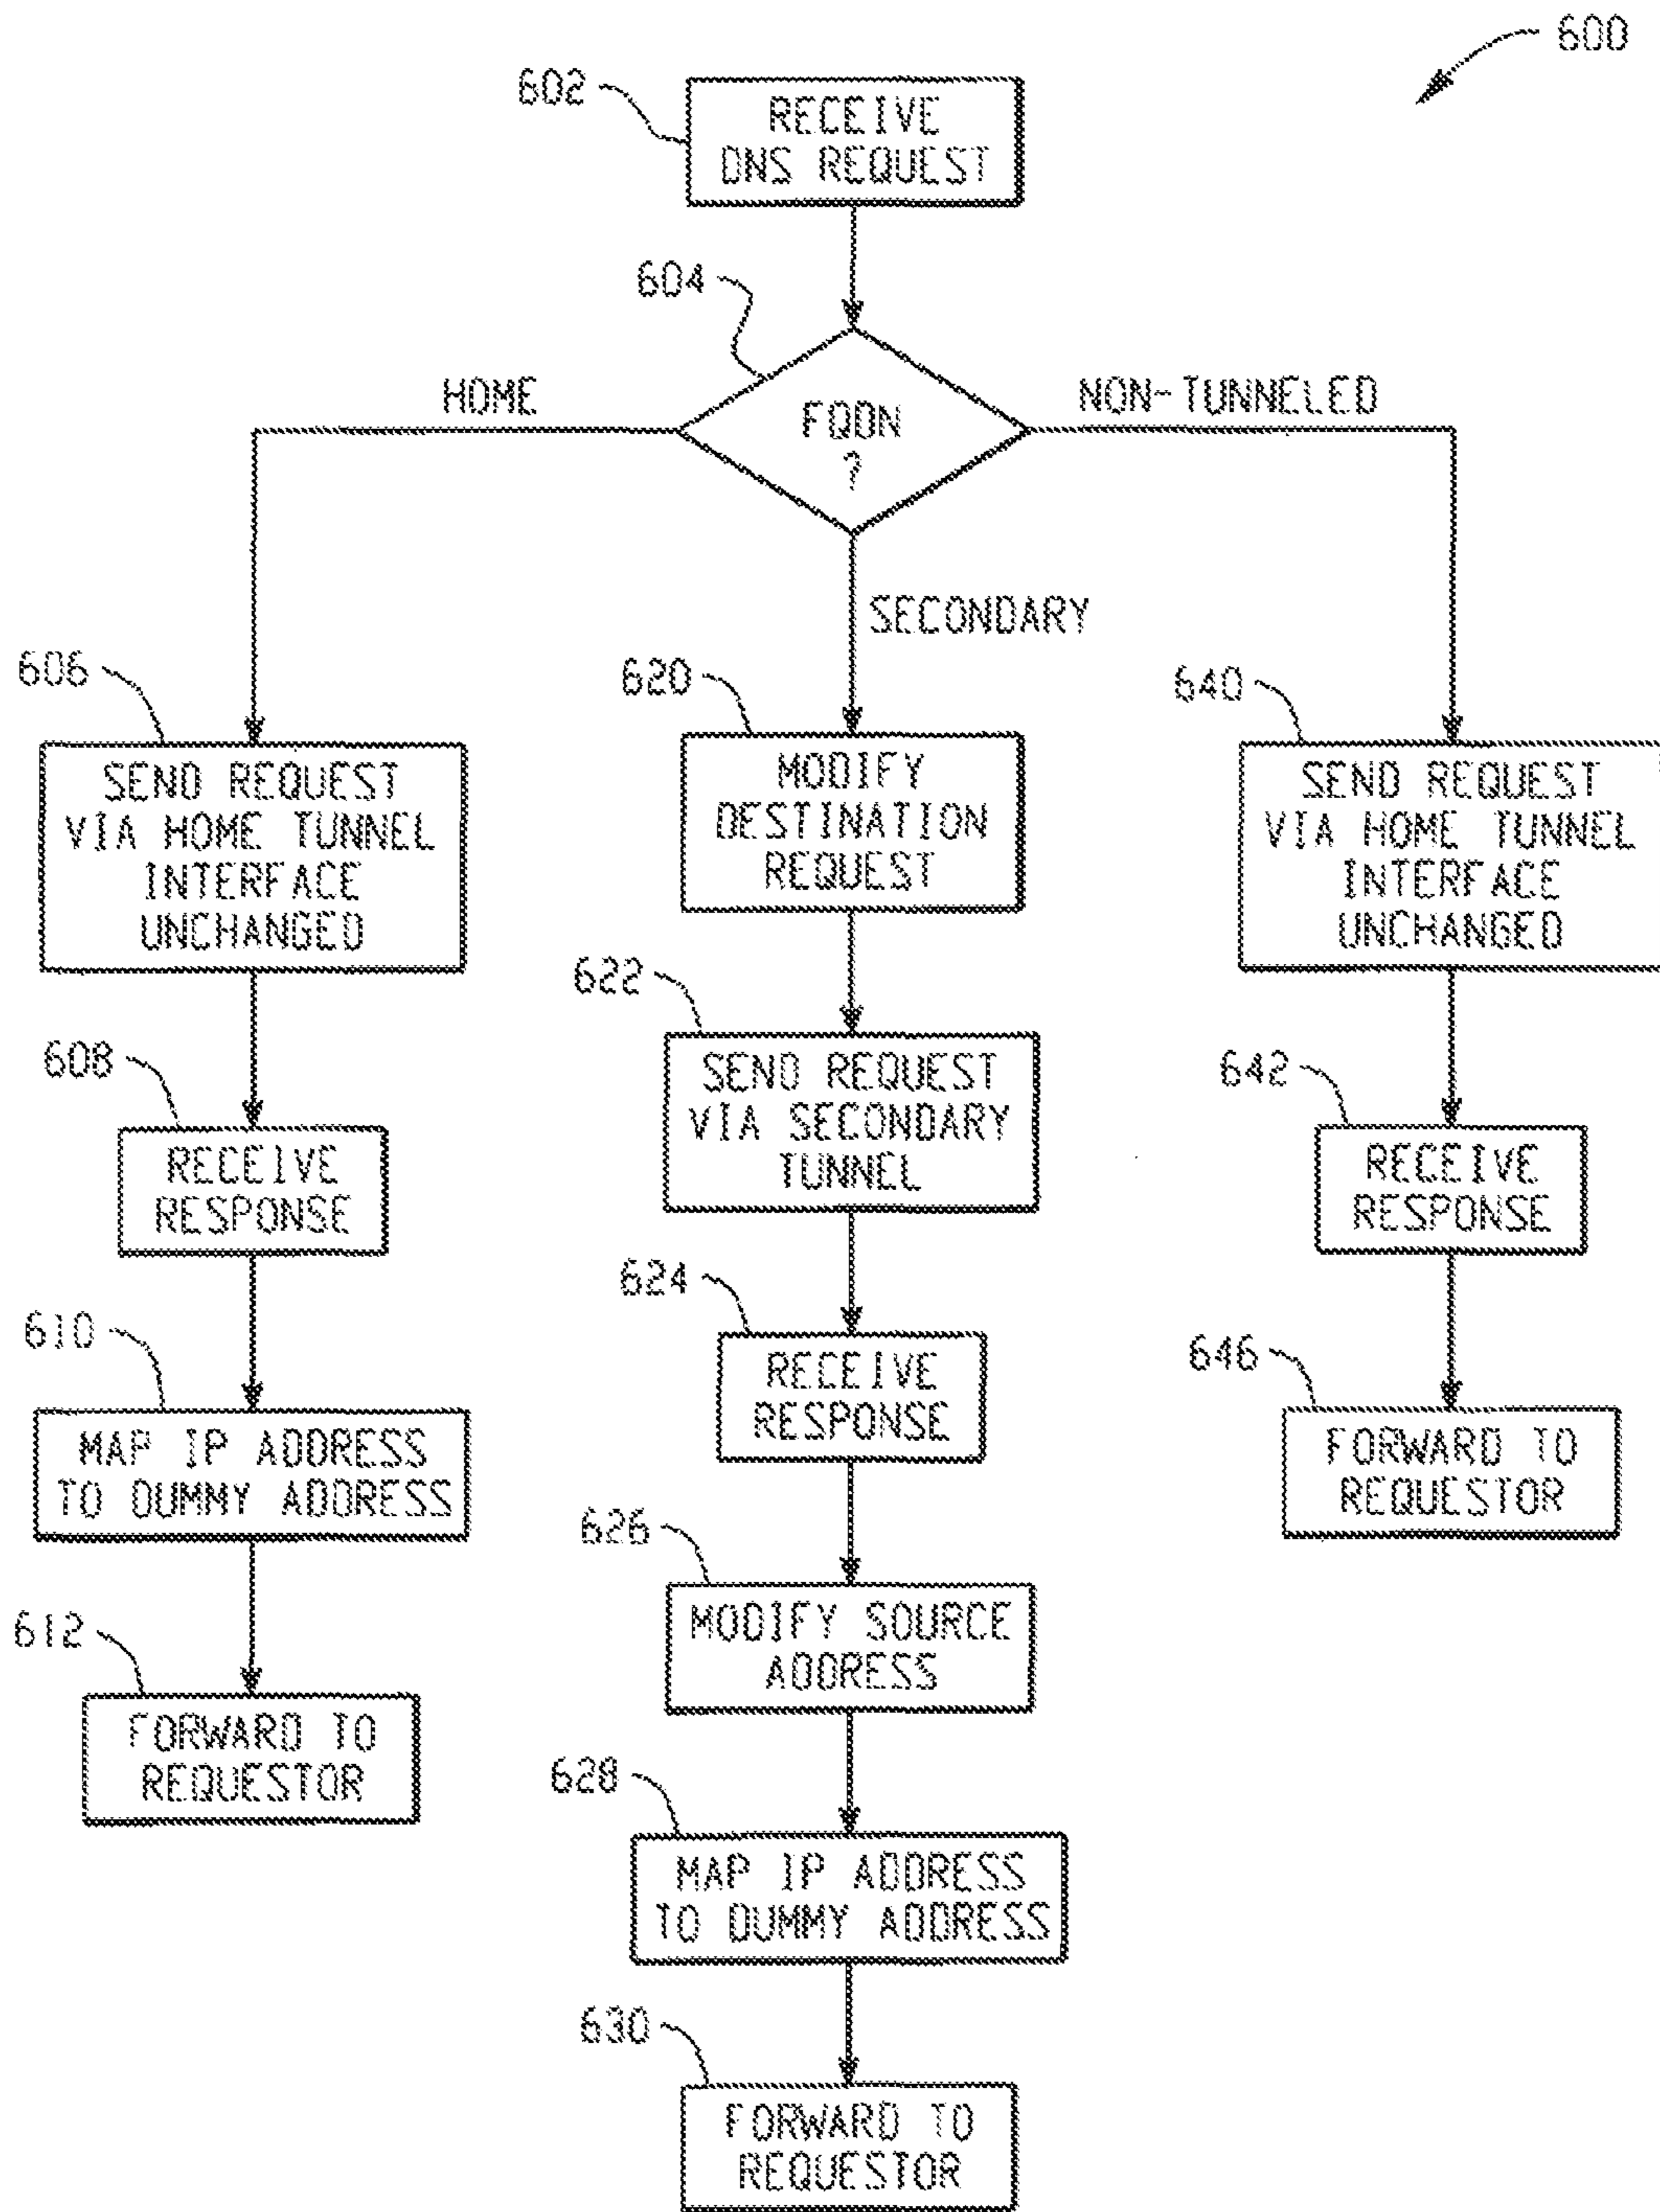 600
602
RECEIVE
DNS REQUEST
604
HOME
FQDN
?
NON-TUNNELED
SECONDARY
606
SEND REQUEST
VIA HOME TUNNEL
INTERFACE
UNCHANGED
620
MODIFY
DESTINATION
REQUEST
640
SEND REQUEST
VIA HOME TUNNEL
INTERFACE
UNCHANGED
622
SEND REQUEST
VIA SECONDARY
TUNNEL
608
RECEIVE
RESPONSE
642
RECEIVE
RESPONSE
624
RECEIVE
RESPONSE
610
MAP IP ADDRESS
TO DUMMY ADDRESS
646
FORWARD TO
REQUESTOR
626
MODIFY SOURCE
ADDRESS
612
FORWARD TO
REQUESTOR
628
MAP IP ADDRESS
TO DUMMY ADDRESS
630
FORWARD TO
REQUESTOR